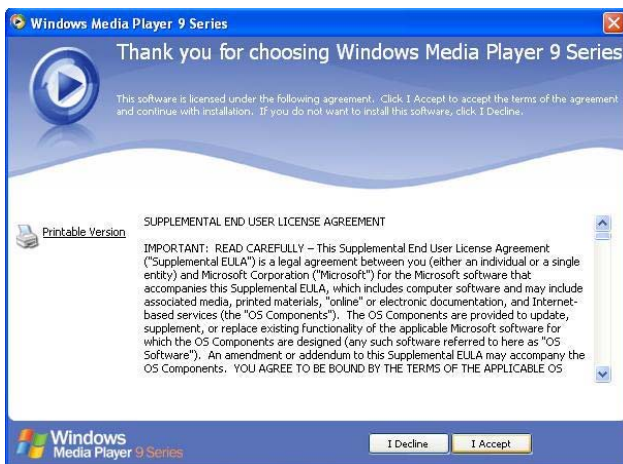 Windows Media Player 9 Series
Thank you for choosing Windows Media Player 9 Series
This software is licensed under the following agreement. Click I Accept to accept the terms of the agreement
and continue with installation. If you do not want to install this software, click I Decline.
Printable Version
SUPPLEMENTAL END USER LICENSE AGREEMENT
IMPORTANT: READ CAREFULLY – This Supplemental End User License Agreement
("Supplemental EULA") is a legal agreement between you (either an individual or a single
entity) and Microsoft Corporation ("Microsoft") for the Microsoft software that
accompanies this Supplemental EULA, which includes computer software and may include
associated media, printed materials, "online" or electronic documentation, and Internet-
based services (the "OS Components"). The OS Components are provided to update,
supplement, or replace existing functionality of the applicable Microsoft software for
which the OS Components are designed (any such software referred to here as "OS
Software"). An amendment or addendum to this Supplemental EULA may accompany the
OS Components. YOU AGREE TO BE BOUND BY THE TERMS OF THE APPLICABLE OS
Windows
Media Player 9 Series
I Decline
I Accept